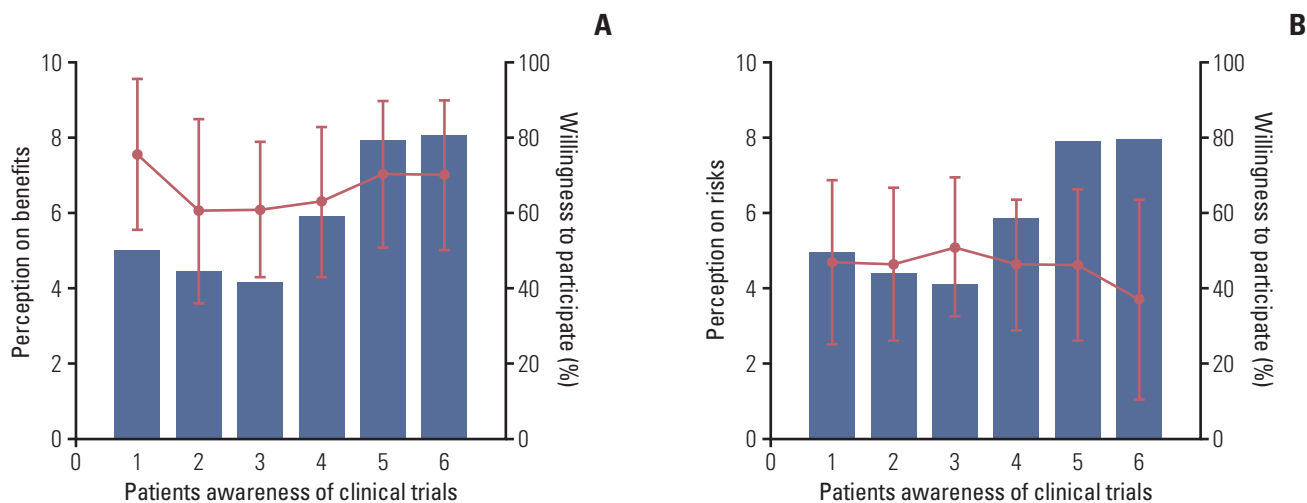 A
Perception on benefits
10
8
6
4
2
0
100
80
60
40
20
0
Willingness to participate (%)
0 1 2 3 4 5 6
Patients awareness of clinical trials
B
Perception on risks
10
8
6
4
2
0
100
80
60
40
20
0
Willingness to participate (%)
0 1 2 3 4 5 6
Patients awareness of clinical trials